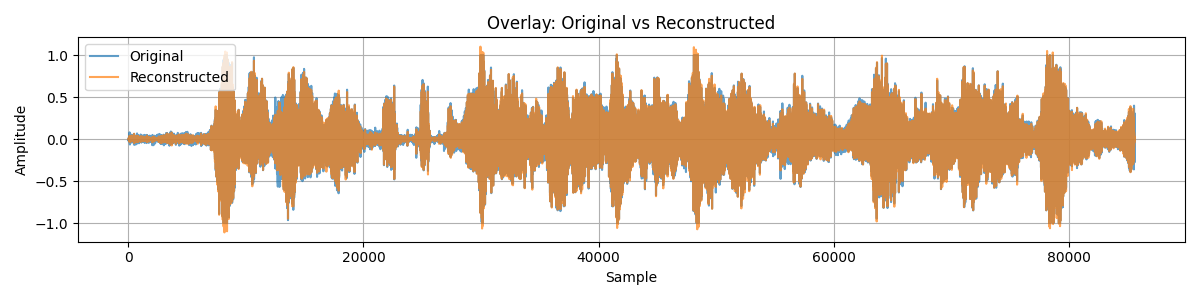 Overlay: Original vs Reconstructed
Original
Reconstructed
Amplitude
1.0
0.5
0.0
−0.5
−1.0
0
20000
40000
60000
80000
Sample